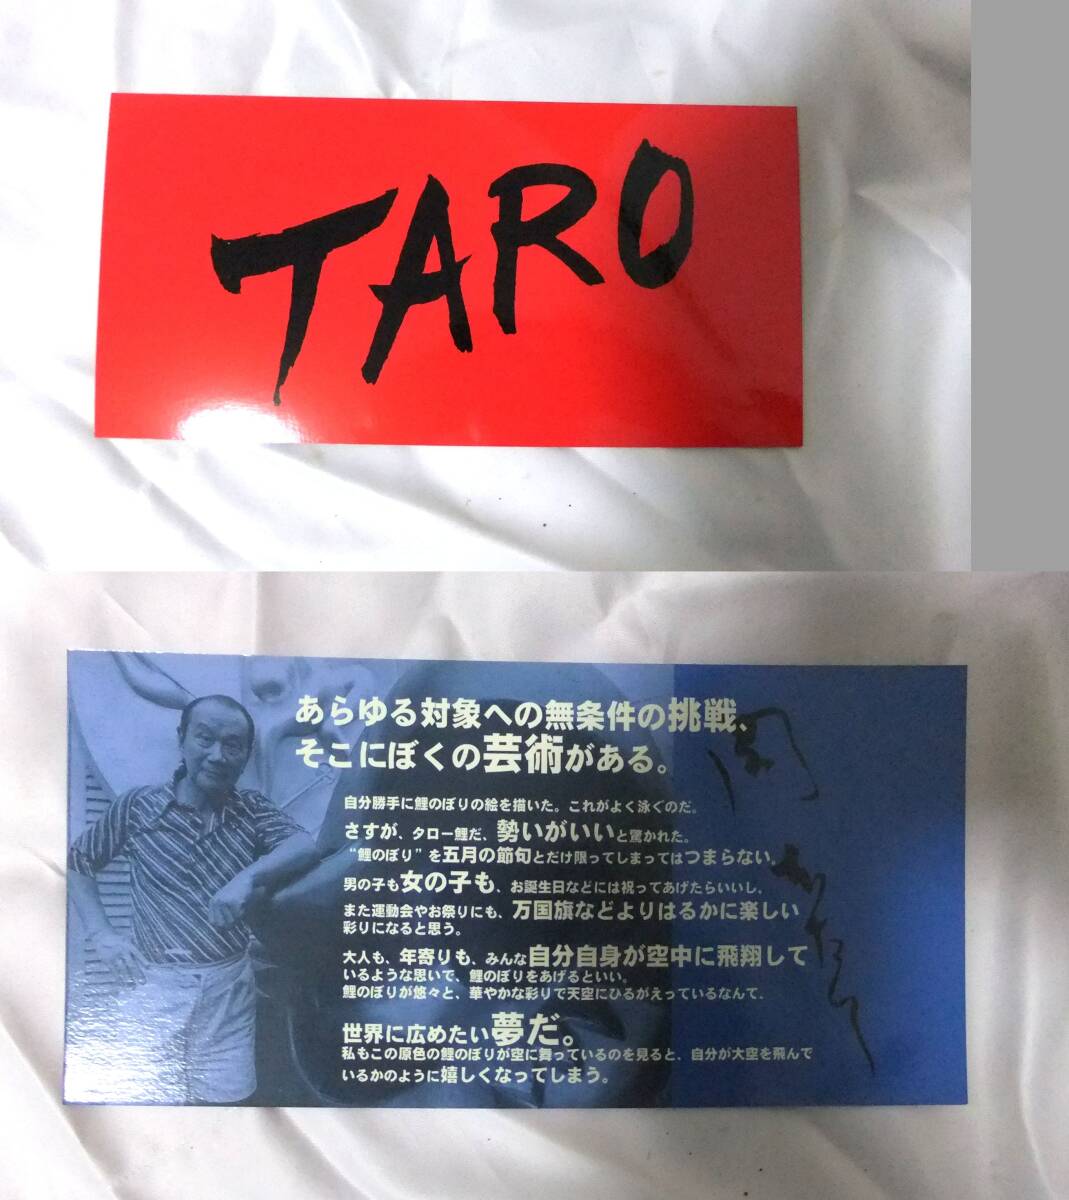 TARO
あらゆる対象への無条件の挑戦、
そこにぼくの芸術がある。
自分勝手に鯉のぼりの絵を描いた。これがよく泳ぐのだ。
さすが、タロー鯉だ、勢いがいいと驚かれた。
“鯉のぼり”を五月の節句とだけ限ってしまってはつまらない。
男の子も女の子も、お誕生日などには祝ってあげたらいいし、
また運動会やお祭りにも、万国旗などよりはるかに楽しい
彩りになると思う。
大人も、年寄りも、みんな自分自身が空中に飛翔して
いるような思いで、鯉のぼりをあげるといい。
鯉のぼりが悠々と、華やかな彩りで天空にひるがえっているなんて、
世界に広めたい夢だ。
私もこの原色の鯉のぼりが空に舞っているのを見ると、自分が大空を飛んで
いるかのように嬉しくなってしまう。